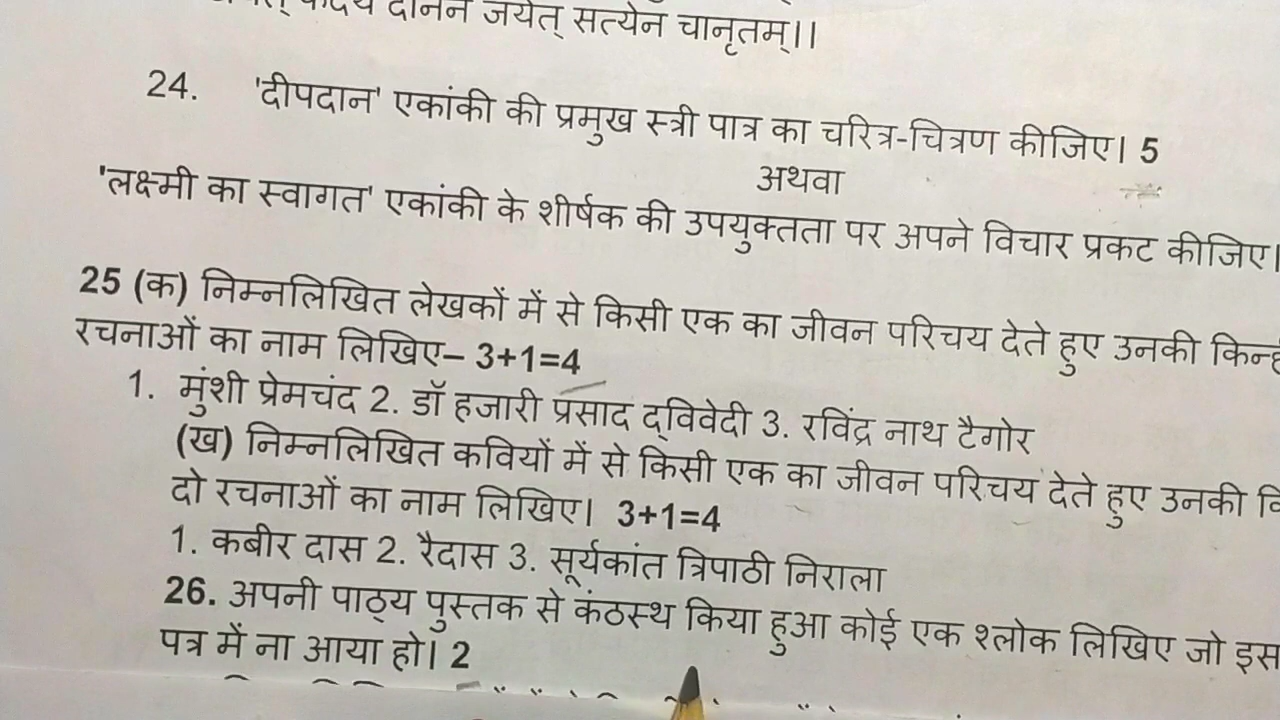 दानेन जयेत् सत्येन चानृतम्।।
24. 'दीपदान' एकांकी की प्रमुख स्त्री पात्र का चरित्र-चित्रण कीजिए। 5
अथवा
'लक्ष्मी का स्वागत' एकांकी के शीर्षक की उपयुक्तता पर अपने विचार प्रकट कीजिए।
25 (क) निम्नलिखित लेखकों में से किसी एक का जीवन परिचय देते हुए उनकी
रचनाओं का नाम लिखिए– 3+1=4
1. मुंशी प्रेमचंद 2. डॉ हजारी प्रसाद द्विवेदी 3. रविंद्र नाथ टैगोर
(ख) निम्नलिखित कवियों में से किसी एक का जीवन परिचय देते हुए उनकी
दो रचनाओं का नाम लिखिए। 3+1=4
1. कबीर दास 2. रैदास 3. सूर्यकांत त्रिपाठी निराला
26. अपनी पाठ्य पुस्तक से कंठस्थ किया हुआ कोई एक श्लोक लिखिए जो इस
पत्र में ना आया हो। 2